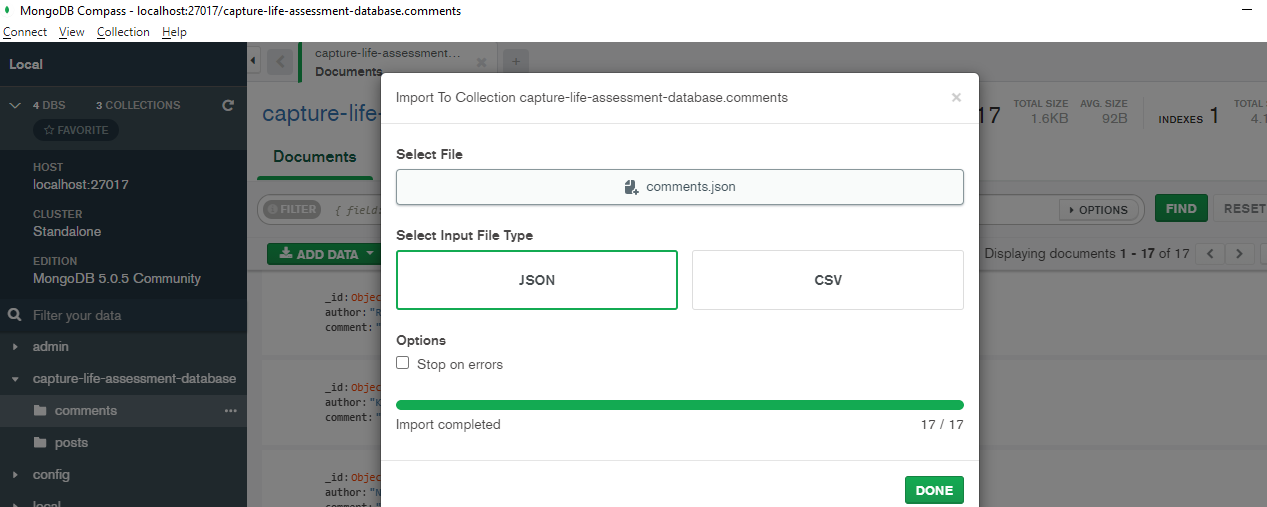 MongoDB Compass - localhost:27017/capture-life-assessment-database.comments
Connect View Collection Help
Local
4 DBS 3 COLLECTIONS
FAVORITE
HOST
localhost:27017
CLUSTER
Standalone
EDITION
MongoDB 5.0.5 Community
Filter your data
admin
capture-life-assessment-database
comments
posts
config
local
capture-life-assessment...
Documents
capture-life-
17
TOTAL SIZE
1.6KB
AVG. SIZE
92B
INDEXES 1
TOTAL
4.1
Documents
FILTER
{ field:
OPTIONS
FIND
RESET
ADD DATA
Displaying documents 1 - 17 of 17
_id:Objec
author:"R
comment:"
_id:Objec
author:"K
comment:"
_id:Objec
author:"N
comment:"
Import To Collection capture-life-assessment-database.comments
Select File
comments.json
Select Input File Type
JSON
CSV
Options
Stop on errors
Import completed
17 / 17
DONE